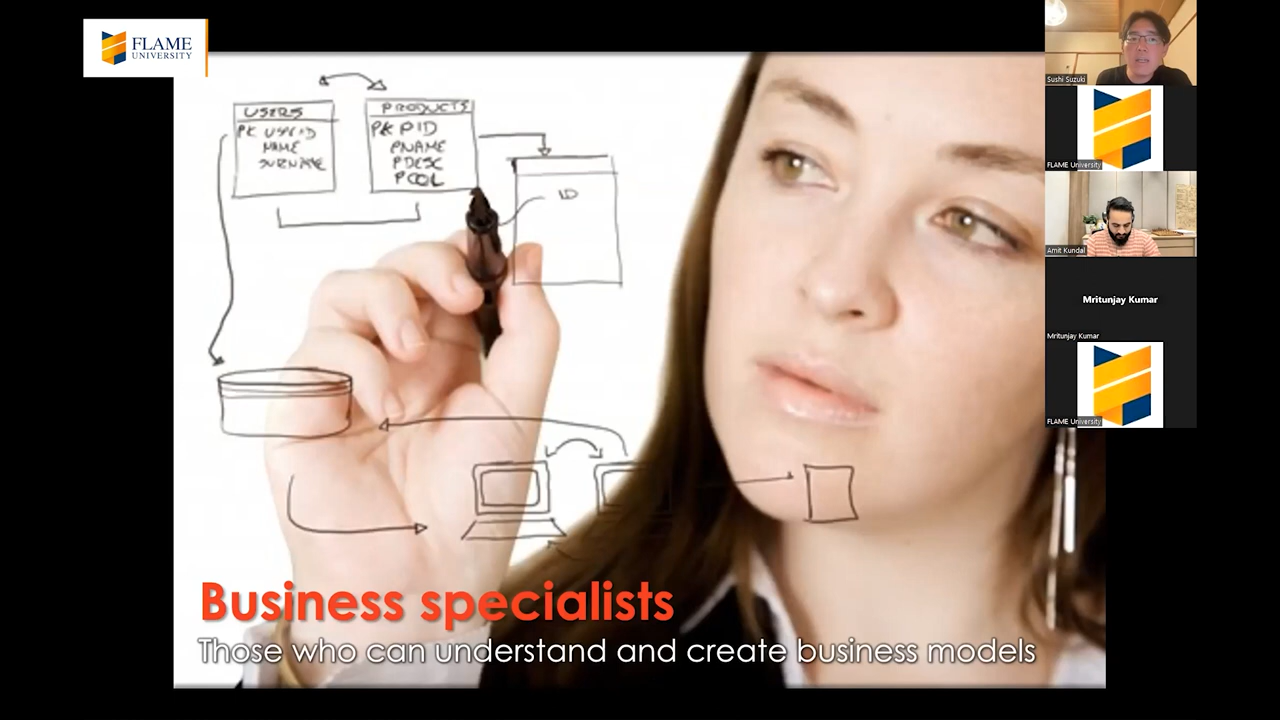 FLAME
UNIVERSITY
USERS
PK USERID
NAME
SURNAME
PRODUCTS
PK PID
PNAME
PDESC
PCOL
ID
Business specialists
Those who can understand and create business models
Sushi Suzuki
FLAME University
Amit Kundal
Mritunjay Kumar
Mritunjay Kumar
FLAME University